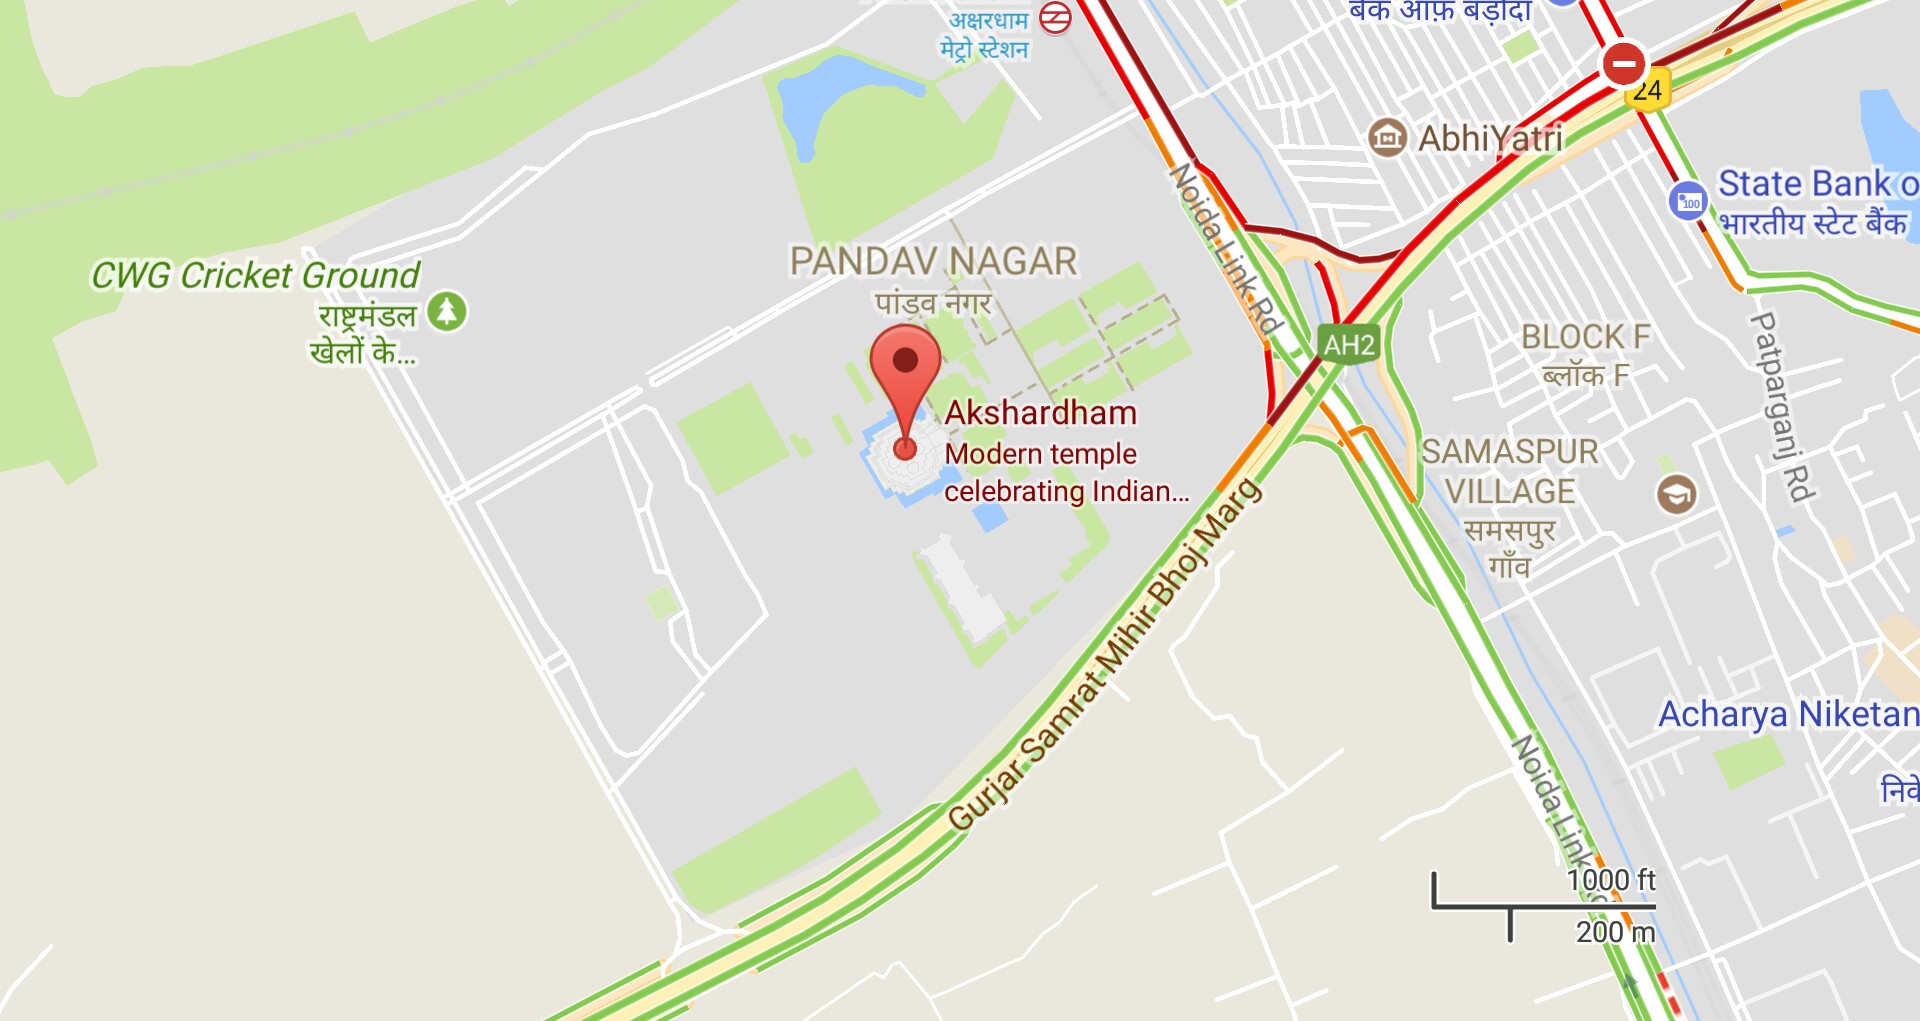 अक्षरधाम
मेट्रो स्टेशन
बैंक ऑफ़ बड़ौदा
24
AbhiYatri
State Bank o
भारतीय स्टेट बैंक
100
Noida Link Rd
PANDAV NAGAR
पांडव नगर
CWG Cricket Ground
राष्ट्रमंडल
खेलों के...
AH2
BLOCK F
ब्लॉक F
Patparganj Rd
Akshardham
Modern temple
celebrating Indian...
SAMASPUR
VILLAGE
समसपुर
गाँव
Gurjar Samrat Mihir Bhoj Marg
Acharya Niketan
निके
Noida Link
1000 ft
200 m